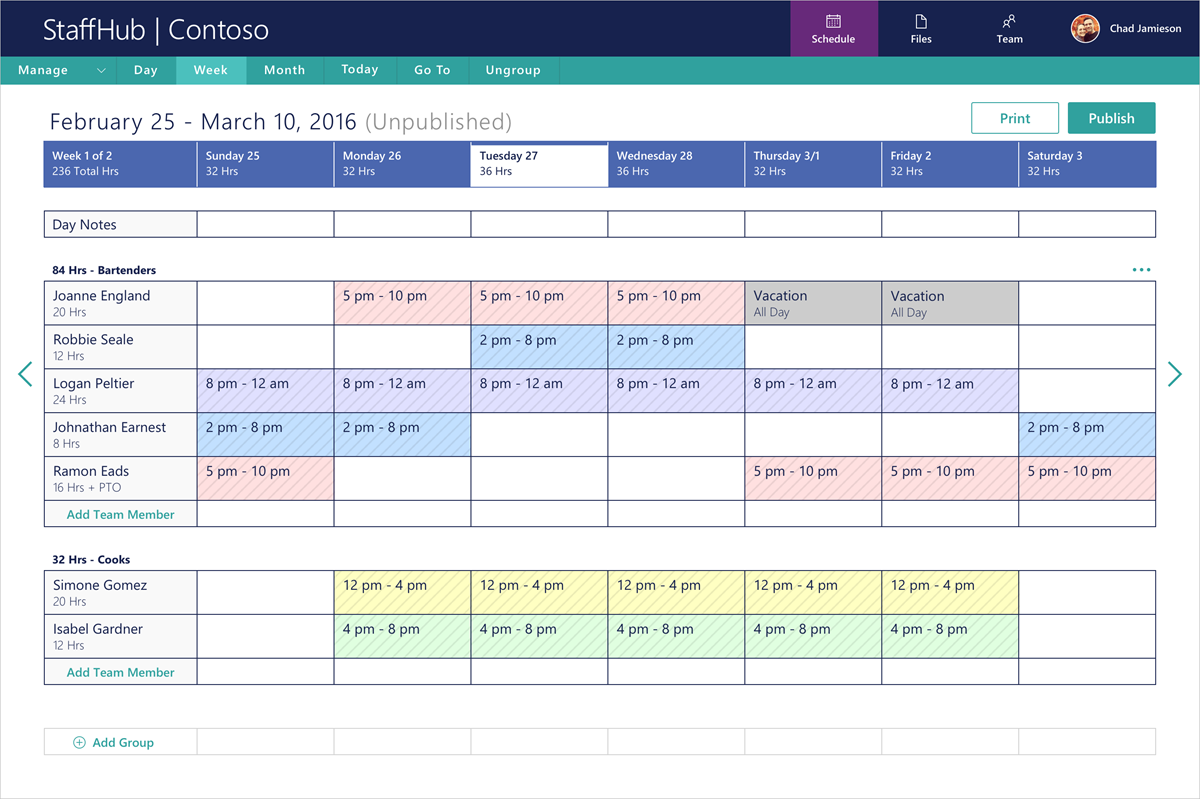 StaffHub | Contoso
Schedule
Files
Team
Chad Jamieson
Manage Day Week Month Today Go To Ungroup
February 25 - March 10, 2016 (Unpublished)
Print
Publish
Week 1 of 2 Sunday 25 Monday 26 Tuesday 27 Wednesday 28 Thursday 3/1 Friday 2 Saturday 3
236 Total Hrs 32 Hrs 32 Hrs 36 Hrs 36 Hrs 32 Hrs 32 Hrs 32 Hrs
Day Notes
84 Hrs - Bartenders
Joanne England 5 pm - 10 pm 5 pm - 10 pm 5 pm - 10 pm Vacation Vacation
20 Hrs All Day All Day
Robbie Seale 2 pm - 8 pm 2 pm - 8 pm
12 Hrs
Logan Peltier 8 pm - 12 am 8 pm - 12 am 8 pm - 12 am 8 pm - 12 am 8 pm - 12 am 8 pm - 12 am
24 Hrs
Johnathan Earnest 2 pm - 8 pm 2 pm - 8 pm 2 pm - 8 pm
8 Hrs
Ramon Eads 5 pm - 10 pm 5 pm - 10 pm 5 pm - 10 pm 5 pm - 10 pm
16 Hrs + PTO
Add Team Member
32 Hrs - Cooks
Simone Gomez 12 pm - 4 pm 12 pm - 4 pm 12 pm - 4 pm 12 pm - 4 pm 12 pm - 4 pm
20 Hrs
Isabel Gardner 4 pm - 8 pm 4 pm - 8 pm 4 pm - 8 pm 4 pm - 8 pm 4 pm - 8 pm
12 Hrs
Add Team Member
Add Group